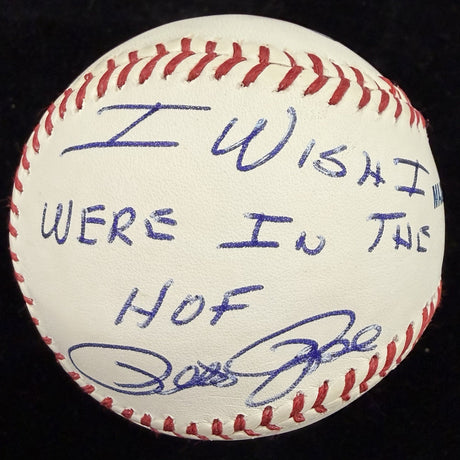 I WISH I
WERE IN THE
HOF
Pete Rose